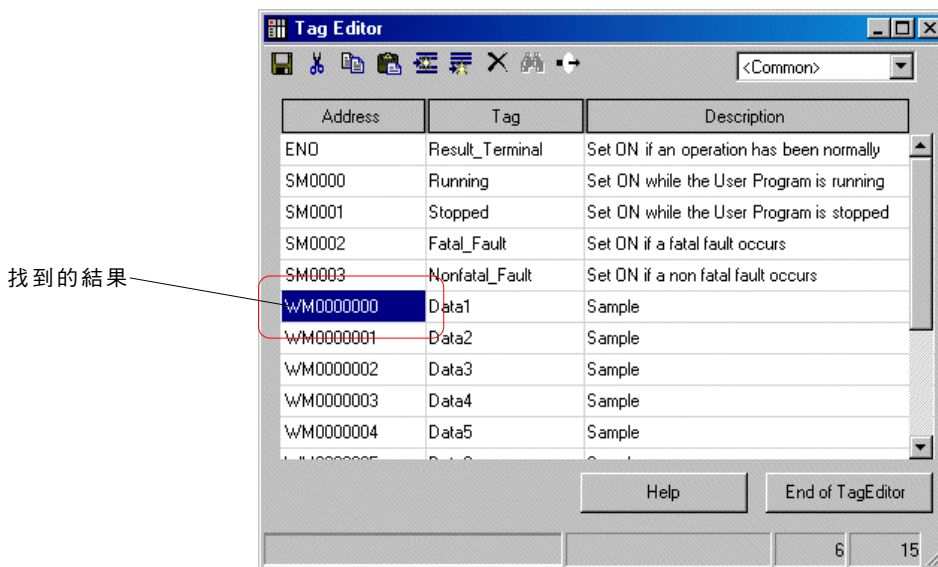 Tag Editor
<Common>
Address Tag Description
ENO Result_Terminal Set ON if an operation has been normally
SM0000 Running Set ON while the User Program is running
SM0001 Stopped Set ON while the User Program is stopped
SM0002 Fatal_Fault Set ON if a fatal fault occurs
SM0003 Nonfatal_Fault Set ON if a non fatal fault occurs
找到的結果
WM0000000 Data1 Sample
WM0000001 Data2 Sample
WM0000002 Data3 Sample
WM0000003 Data4 Sample
WM0000004 Data5 Sample
Help End of TagEditor
6 15